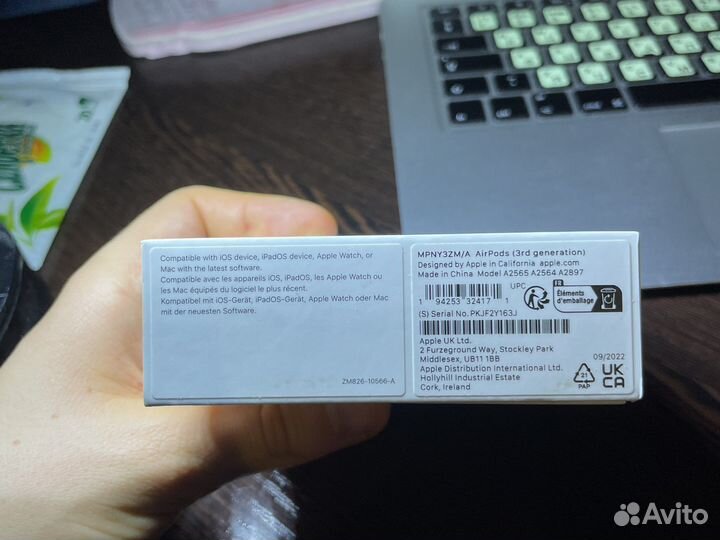 Compatible with iOS device, iPadOS device, Apple Watch, or
Mac with the latest software.
Compatible avec les appareils iOS, iPadOS, les Apple Watch ou
les Mac équipés du logiciel le plus récent.
Kompatibel mit iOS-Gerät, iPadOS-Gerät, Apple Watch oder Mac
mit der neuesten Software.
ZM826-10566-A
MPNY3ZM/A AirPods (3rd generation)
Designed by Apple in California apple.com
Made in China Model A2565 A2564 A2897
UPC
1 94253 32417 1
FR
Éléments
d'emballage
(S) Serial No. PKJF2Y163J
Apple UK Ltd.
2 Furzeground Way, Stockley Park
Middlesex, UB11 1BB
Apple Distribution International Ltd.
Hollyhill Industrial Estate
Cork, Ireland
09/2022
21
PAP
UK
CA
Avito